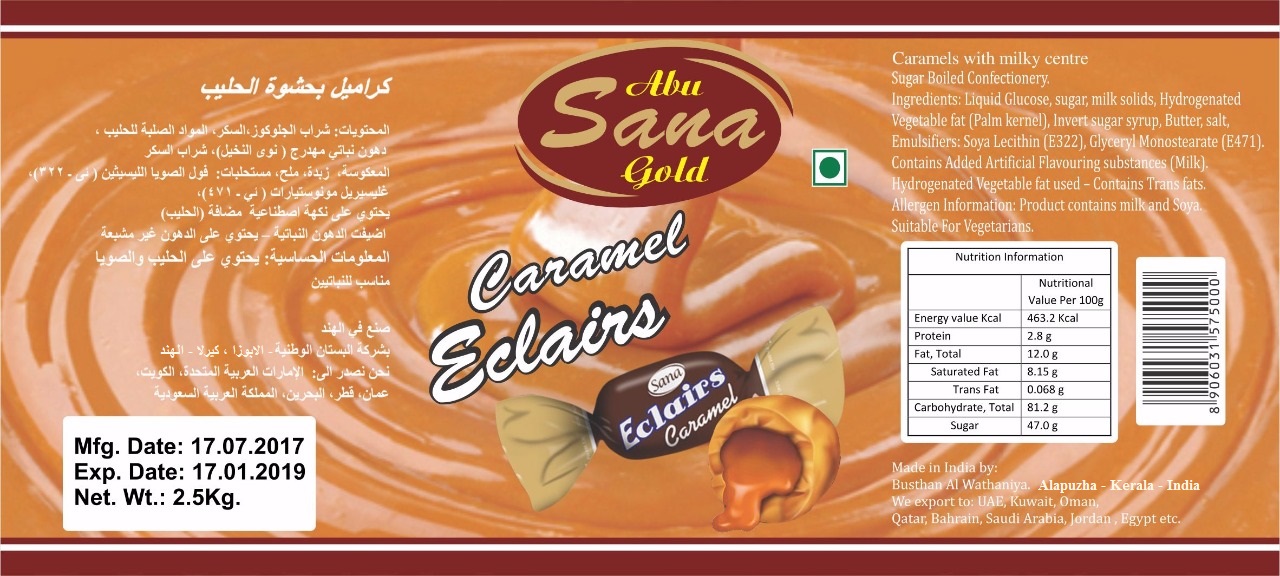 كراميل بحشوة الحليب
المحتويات: شراب الجلوكوز،السكر، المواد الصلبة للحليب ،
دهون نباتي مهدرج ( نوى النخيل)، شراب السكر
المعكوسة، زبدة، ملح، مستحلبات: فول الصويا الليسيثين ( ئى - ٣٢٢)،
غليسيريل مونوستيارات ( ئي - ٤٧١)،
يحتوي على نكهة اصطناعية مضافة (الحليب)
اضيفت الدهون النباتية – يحتوي على الدهون غير مشبعة
المعلومات الحساسية: يحتوي على الحليب والصويا
مناسب للنباتيين
صنع في الهند
بشركة البستان الوطنية - الابوزا ، كيرلا - الهند
نحن نصدر الى: الإمارات العربية المتحدة، الكويت،
عمان، قطر، البحرين، المملكة العربية السعودية
Mfg. Date: 17.07.2017
Exp. Date: 17.01.2019
Net. Wt.: 2.5Kg.
Abu
Sana
Gold
Caramel
Eclairs
Sana
Eclairs
Caramel
Caramels with milky centre
Sugar Boiled Confectionery.
Ingredients: Liquid Glucose, sugar, milk solids, Hydrogenated
Vegetable fat (Palm kernel), Invert sugar syrup, Butter, salt,
Emulsifiers: Soya Lecithin (E322), Glyceryl Monostearate (E471).
Contains Added Artificial Flavouring substances (Milk).
Hydrogenated Vegetable fat used – Contains Trans fats.
Allergen Information: Product contains milk and Soya.
Suitable For Vegetarians.
Nutrition Information
Nutritional
Value Per 100g
Energy value Kcal 463.2 Kcal
Protein 2.8 g
Fat, Total 12.0 g
Saturated Fat 8.15 g
Trans Fat 0.068 g
Carbohydrate, Total 81.2 g
Sugar 47.0 g
8 906031 575000
Made in India by:
Busthan Al Wathaniya. Alapuzha - Kerala - India
We export to: UAE, Kuwait, Oman,
Qatar, Bahrain, Saudi Arabia, Jordan , Egypt etc.